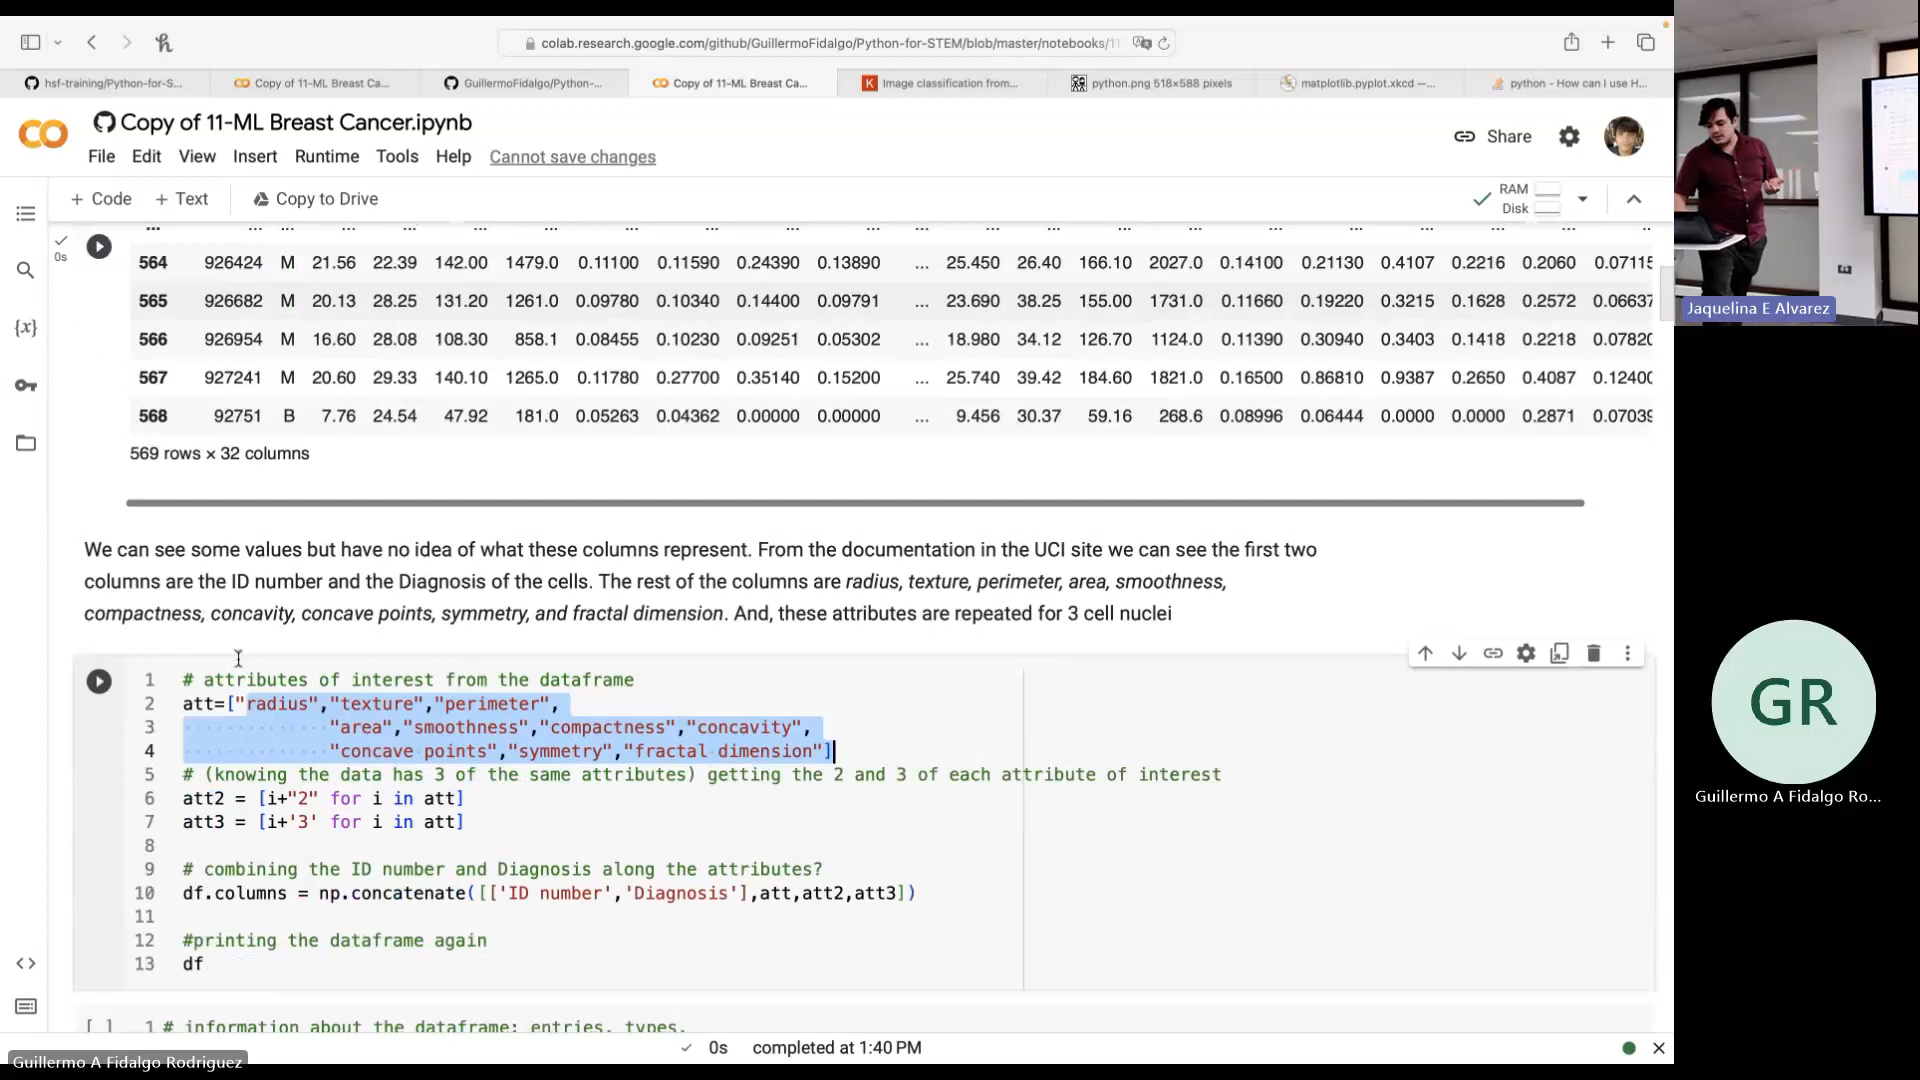 colab.research.google.com/github/GuillermoFidalgo/Python-for-STEM/blob/master/notebooks/1
hsf-training/Python-for-S...
Copy of 11-ML Breast Ca...
GuillermoFidalgo/Python-...
Copy of 11-ML Breast Ca...
Image classification from...
python.png 518×588 pixels
matplotlib.pyplot.xkcd —...
python - How can I use H...
Copy of 11-ML Breast Cancer.ipynb
File Edit View Insert Runtime Tools Help Cannot save changes
Share
+ Code + Text Copy to Drive
RAM
Disk
0s
... ... ... ... ... ... ... ... ... ... ... ... ... ... ... ... ... ... ... ...
564 926424 M 21.56 22.39 142.00 1479.0 0.11100 0.11590 0.24390 0.13890 ... 25.450 26.40 166.10 2027.0 0.14100 0.21130 0.4107 0.2216 0.2060 0.07115
565 926682 M 20.13 28.25 131.20 1261.0 0.09780 0.10340 0.14400 0.09791 ... 23.690 38.25 155.00 1731.0 0.11660 0.19220 0.3215 0.1628 0.2572 0.06637
566 926954 M 16.60 28.08 108.30 858.1 0.08455 0.10230 0.09251 0.05302 ... 18.980 34.12 126.70 1124.0 0.11390 0.30940 0.3403 0.1418 0.2218 0.07820
567 927241 M 20.60 29.33 140.10 1265.0 0.11780 0.27700 0.35140 0.15200 ... 25.740 39.42 184.60 1821.0 0.16500 0.86810 0.9387 0.2650 0.4087 0.12400
568 92751 B 7.76 24.54 47.92 181.0 0.05263 0.04362 0.00000 0.00000 ... 9.456 30.37 59.16 268.6 0.08996 0.06444 0.0000 0.0000 0.2871 0.07039
569 rows × 32 columns
We can see some values but have no idea of what these columns represent. From the documentation in the UCI site we can see the first two
columns are the ID number and the Diagnosis of the cells. The rest of the columns are radius, texture, perimeter, area, smoothness,
compactness, concavity, concave points, symmetry, and fractal dimension. And, these attributes are repeated for 3 cell nuclei
1 # attributes of interest from the dataframe
2 att=["radius","texture","perimeter",
3 "area","smoothness","compactness","concavity",
4 "concave points","symmetry","fractal dimension"]
5 # (knowing the data has 3 of the same attributes) getting the 2 and 3 of each attribute of interest
6 att2 = [i+"2" for i in att]
7 att3 = [i+'3' for i in att]
8
9 # combining the ID number and Diagnosis along the attributes?
10 df.columns = np.concatenate([['ID number','Diagnosis'],att,att2,att3])
11
12 #printing the dataframe again
13 df
[ ] 1 # information about the dataframe: entries, types,
0s completed at 1:40 PM
Guillermo A Fidalgo Rodriguez
Jaquelina E Alvarez
GR
Guillermo A Fidalgo Ro...